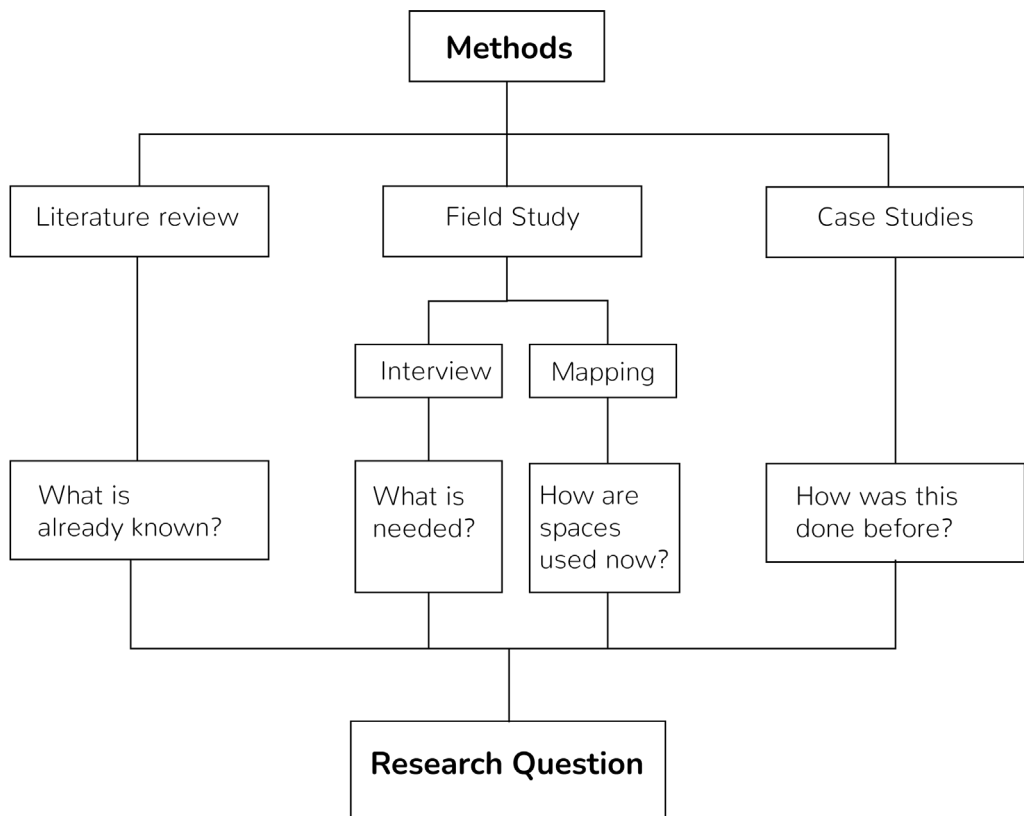 Methods
Literature review
Field Study
Case Studies
Interview
Mapping
What is
already known?
What is
needed?
How are
spaces
used now?
How was this
done before?
Research Question